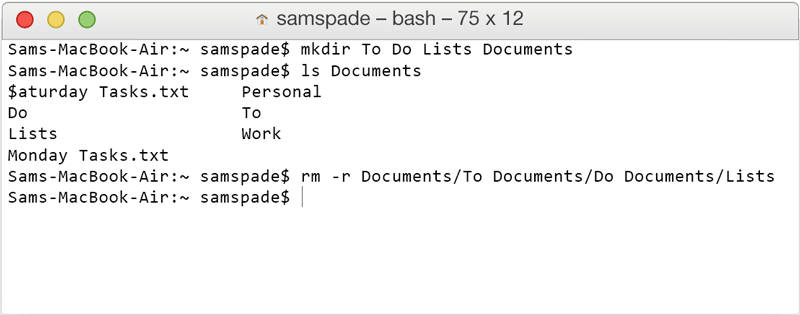 samspade – bash – 75 x 12
Sams-MacBook-Air:~ samspade$ mkdir To Do Lists Documents
Sams-MacBook-Air:~ samspade$ ls Documents
$aturday Tasks.txt     Personal
Do                     To
Lists                  Work
Monday Tasks.txt
Sams-MacBook-Air:~ samspade$ rm -r Documents/To Documents/Do Documents/Lists
Sams-MacBook-Air:~ samspade$